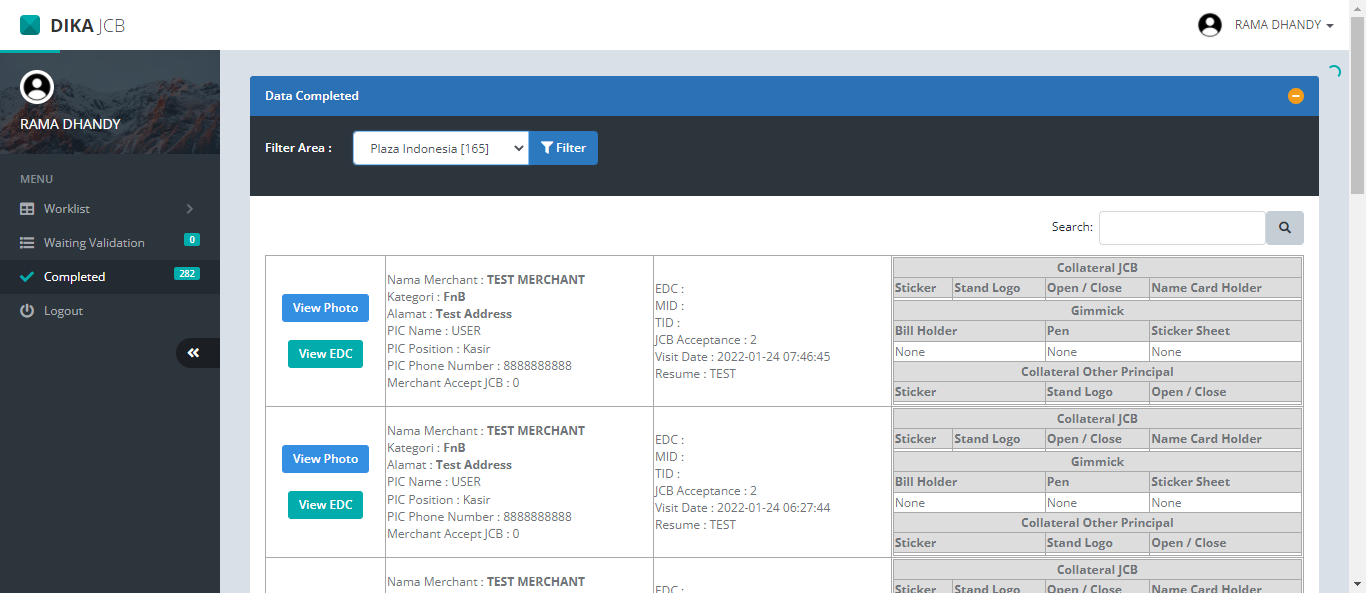 DIKA JCB
RAMA DHANDY
RAMA DHANDY
MENU
Worklist
Waiting Validation 0
Completed 282
Logout
Data Completed
Filter Area : Plaza Indonesia [165] Filter
Search:
View Photo
View EDC
Nama Merchant : TEST MERCHANT
Kategori : FnB
Alamat : Test Address
PIC Name : USER
PIC Position : Kasir
PIC Phone Number : 8888888888
Merchant Accept JCB : 0
EDC :
MID :
TID :
JCB Acceptance : 2
Visit Date : 2022-01-24 07:46:45
Resume : TEST
Collateral JCB
Sticker Stand Logo Open / Close Name Card Holder
Gimmick
Bill Holder Pen Sticker Sheet
None None None
Collateral Other Principal
Sticker Stand Logo Open / Close
View Photo
View EDC
Nama Merchant : TEST MERCHANT
Kategori : FnB
Alamat : Test Address
PIC Name : USER
PIC Position : Kasir
PIC Phone Number : 8888888888
Merchant Accept JCB : 0
EDC :
MID :
TID :
JCB Acceptance : 2
Visit Date : 2022-01-24 06:27:44
Resume : TEST
Collateral JCB
Sticker Stand Logo Open / Close Name Card Holder
Gimmick
Bill Holder Pen Sticker Sheet
None None None
Collateral Other Principal
Sticker Stand Logo Open / Close
Nama Merchant : TEST MERCHANT
EDC :
Collateral JCB
Sticker Stand Logo Open / Close Name Card Holder